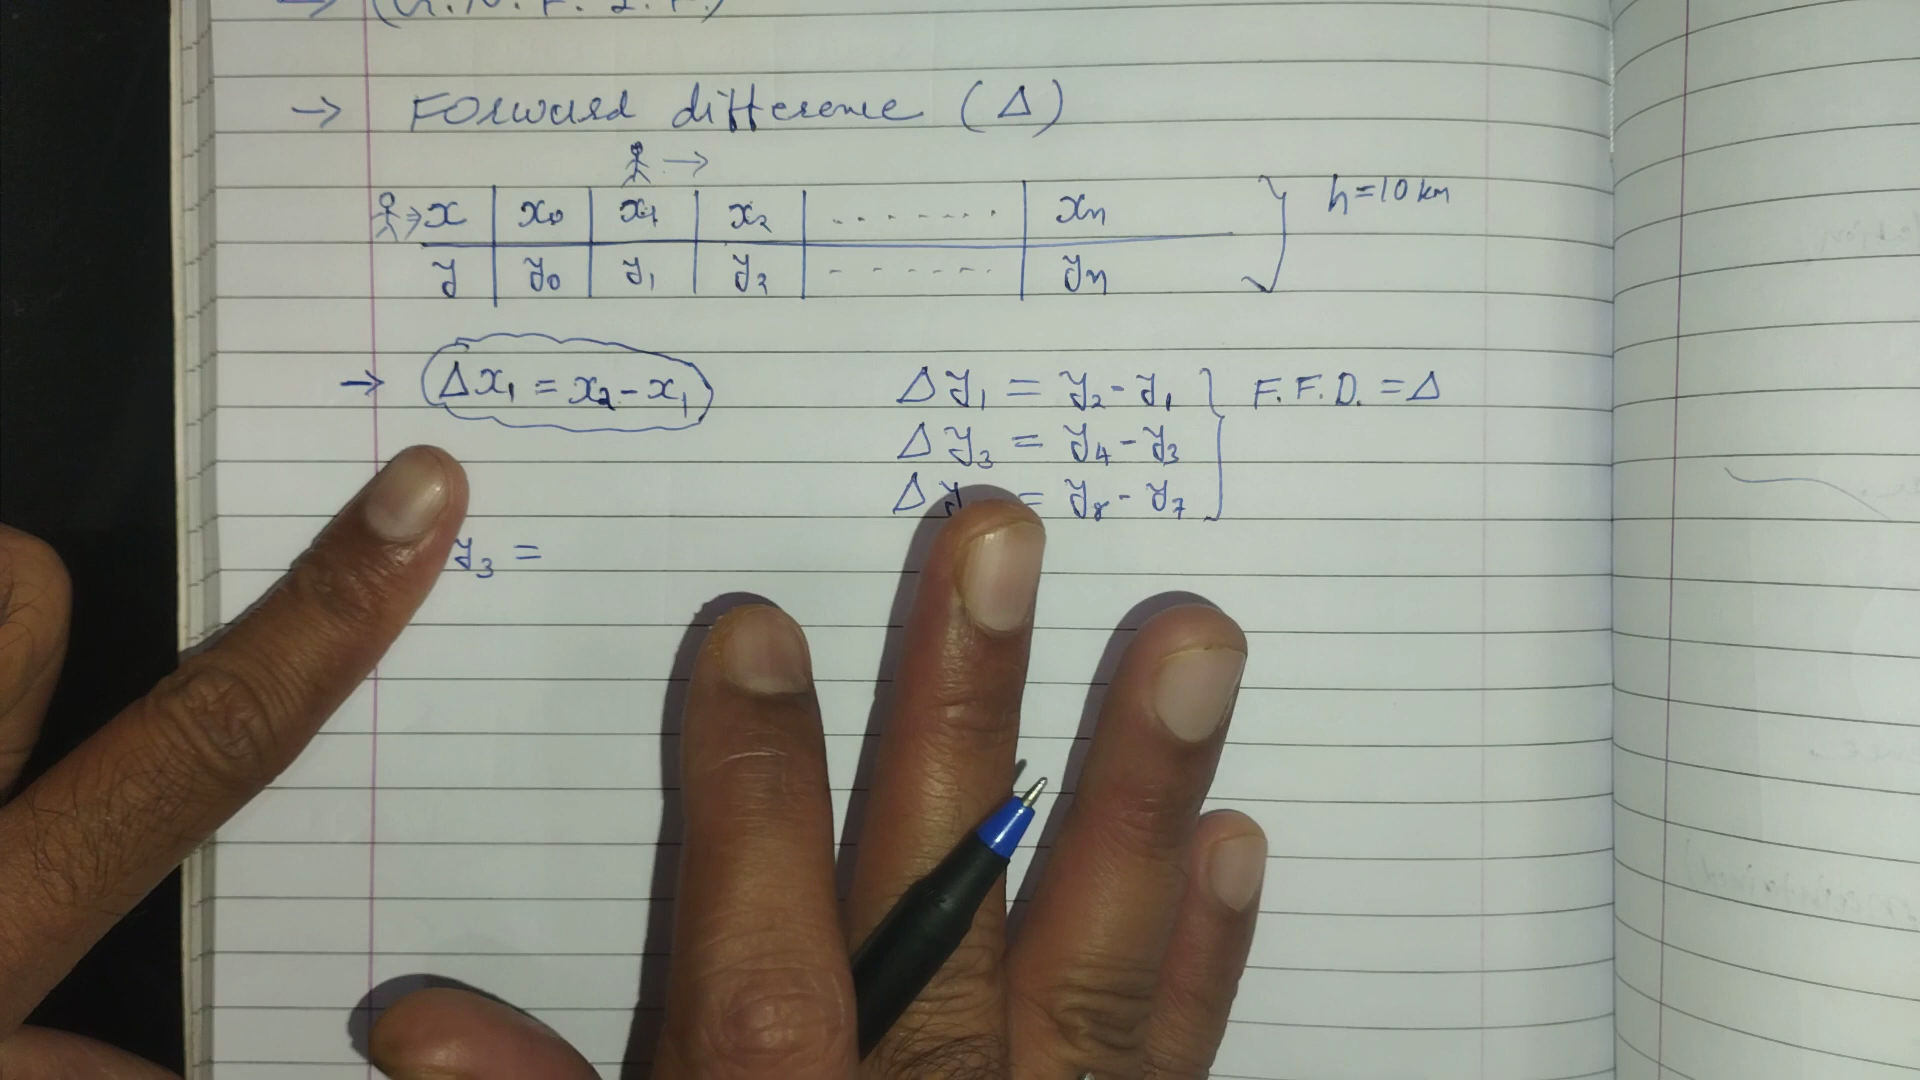 → Forward difference (Δ)
→
⇒ x | x0 | x1 | x2 | ....... | xn
h = 10 km
y | y0 | y1 | y2 | ------ | yn
→ Δx1 = x2 - x1
Δy1 = y2 - y1
F.F.D. = Δ
Δy3 = y4 - y3
Δy = y8 - y7
y3 =